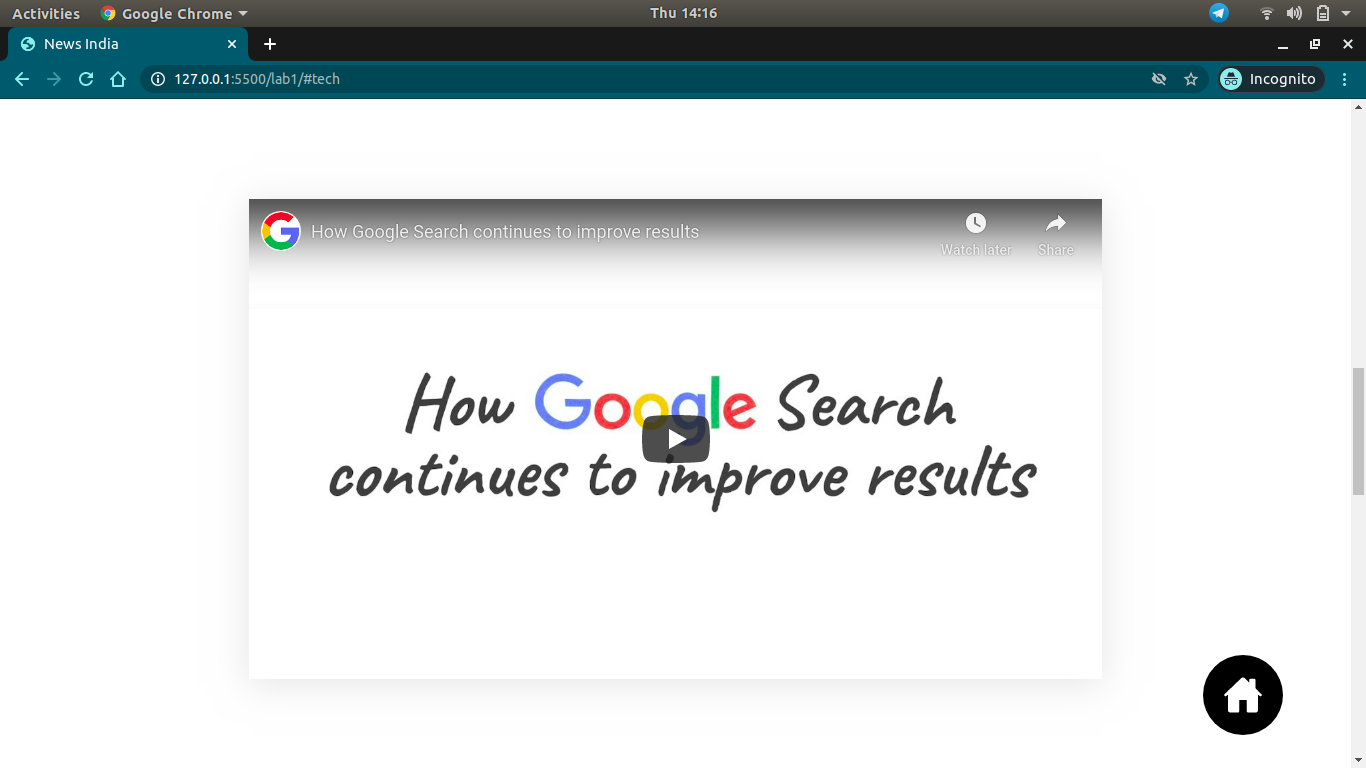 Activities Google Chrome Thu 14:16
News India
127.0.0.1:5500/lab1/#tech Incognito
How Google Search continues to improve results
Watch later Share
How Google Search
continues to improve results